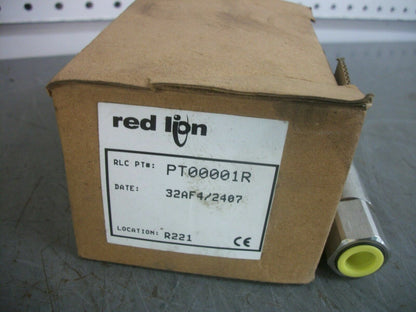 red lion
RLC PT#: PT00001R
DATE: 32AF4/2407
LOCATION: R221 CE